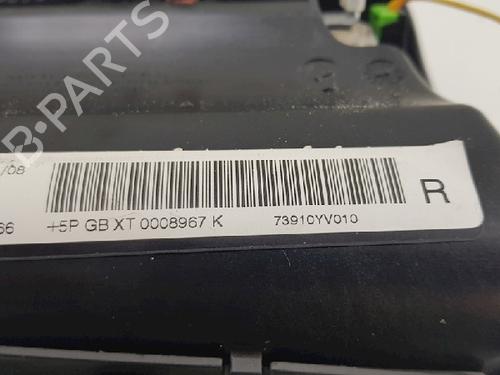 B-PARTS
/08
R
66 +5P GB XT 0008967 K 73910YV010